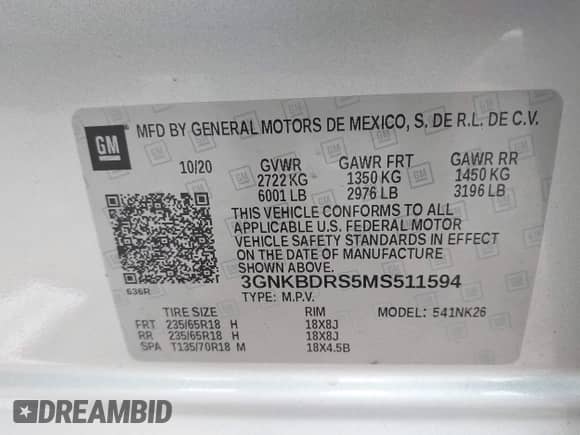 GM
MFD BY GENERAL MOTORS DE MEXICO, S. DE R.L. DE C.V.
10/20 GVWR GAWR FRT GAWR RR
2722 KG 1350 KG 1450 KG
6001 LB 2976 LB 3196 LB
THIS VEHICLE CONFORMS TO ALL
APPLICABLE U.S. FEDERAL MOTOR
VEHICLE SAFETY STANDARDS IN EFFECT
ON THE DATE OF MANUFACTURE
SHOWN ABOVE.
3GNKBDRS5MS511594
636R
TYPE: M.P.V.
TIRE SIZE RIM MODEL: 541NK26
FRT 235/65R18 H 18X8J
RR 235/65R18 H 18X8J
SPA T135/70R18 M 18X4.5B
DREAMBID